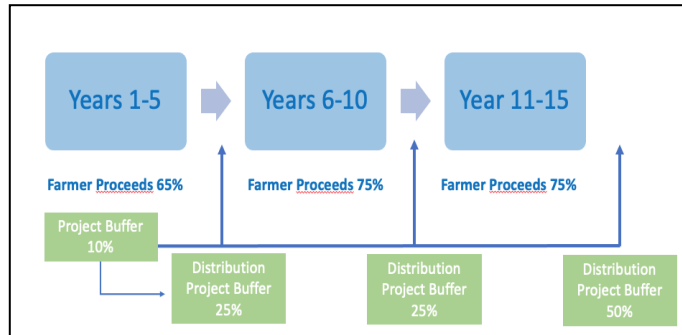 Years 1-5
Years 6-10
Year 11-15
Farmer Proceeds 65%
Farmer Proceeds 75%
Farmer Proceeds 75%
Project Buffer
10%
Distribution
Project Buffer
25%
Distribution
Project Buffer
25%
Distribution
Project Buffer
50%